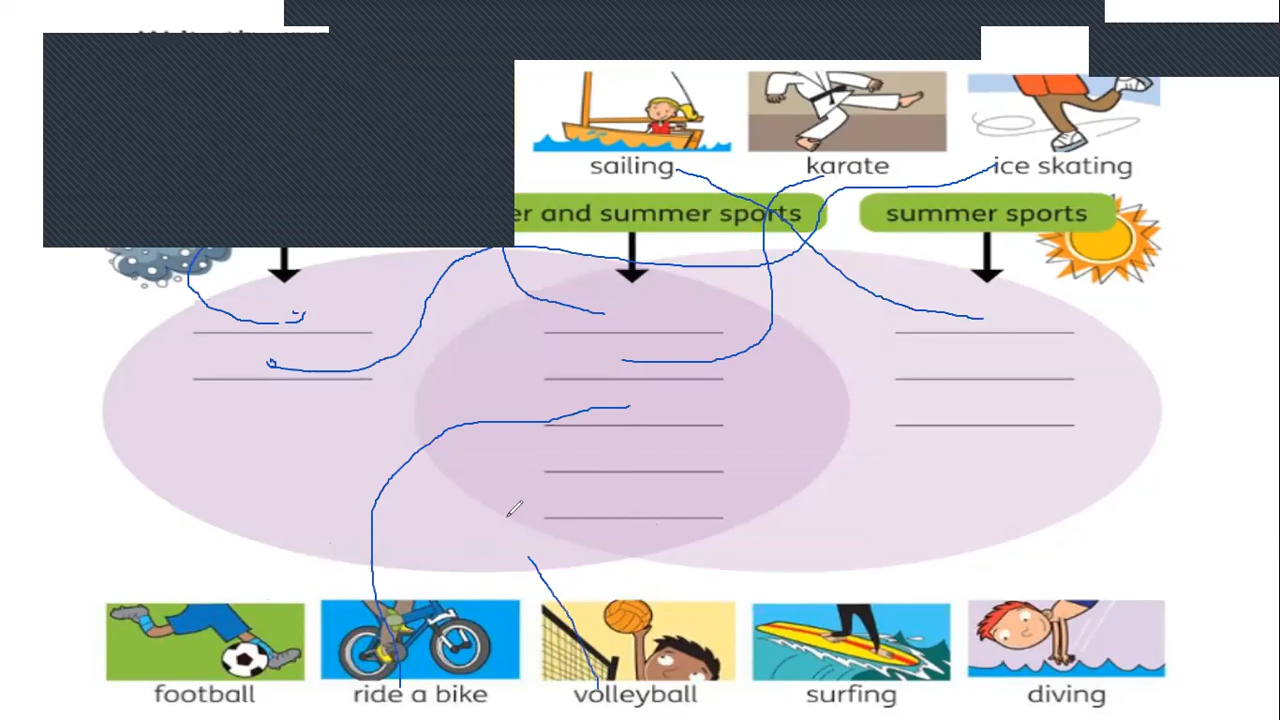 sailing karate ice skating
er and summer sports summer sports
football ride a bike volleyball surfing diving